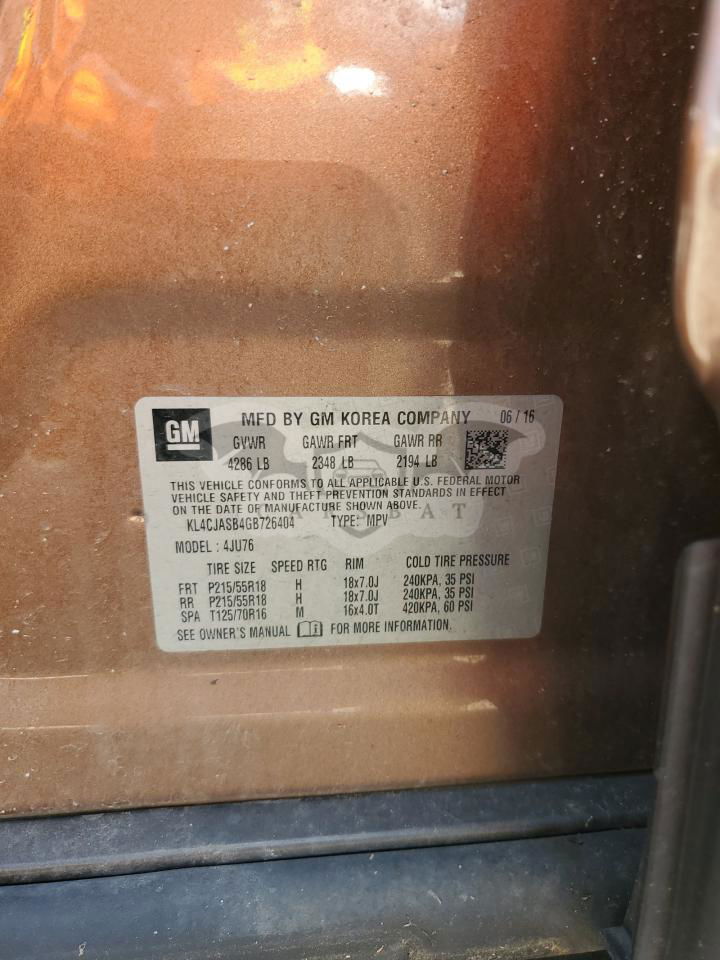 GM
MFD BY GM KOREA COMPANY 06 / 16
GVWR GAWR FRT GAWR RR
4286 LB 2348 LB 2194 LB
THIS VEHICLE CONFORMS TO ALL APPLICABLE U.S. FEDERAL MOTOR
VEHICLE SAFETY AND THEFT PREVENTION STANDARDS IN EFFECT
ON THE DATE OF MANUFACTURE SHOWN ABOVE.
CARSBAT
KL4CJASB4GB726404 TYPE: MPV
MODEL : 4JU76
TIRE SIZE SPEED RTG RIM COLD TIRE PRESSURE
FRT P215/55R18 H 18x7.0J 240KPA, 35 PSI
RR P215/55R18 H 18x7.0J 240KPA, 35 PSI
SPA T125/70R16 M 16x4.0T 420KPA, 60 PSI
SEE OWNER'S MANUAL FOR MORE INFORMATION.